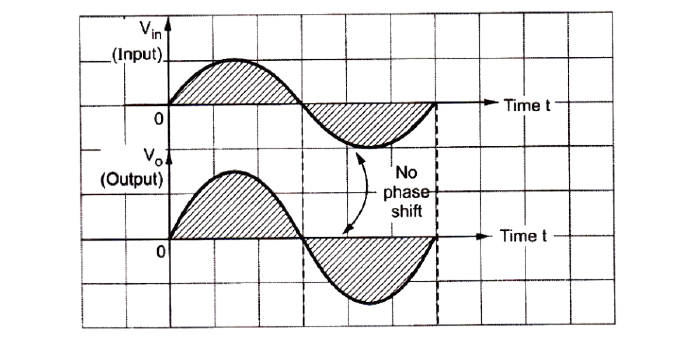 Vin
(Input)
0
Time t
Vo
(Output)
No
phase
shift
0
Time t